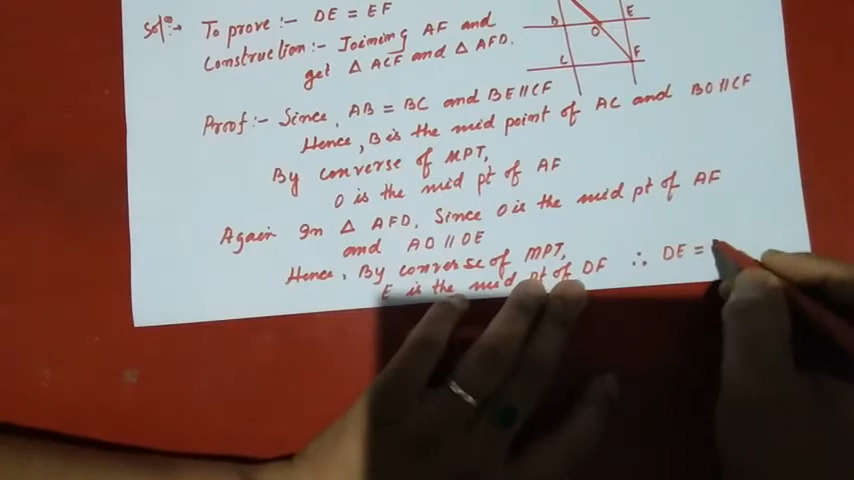 Solⁿ:→ To prove :- DE = EF
Construction :- Joining AF and
get △ ACF and △ AFD.
B
E
O
C
F
Proof :- Since, AB = BC and BE∥CF
Hence, B is the mid point of AC and BO∥CF
By converse of MPT,
O is the mid pt of AF
Again In △ AFD, Since O is the mid pt of AF
and AD∥OE
Hence, By converse of MPT,
E is the mid pt of DF ∴ DE =